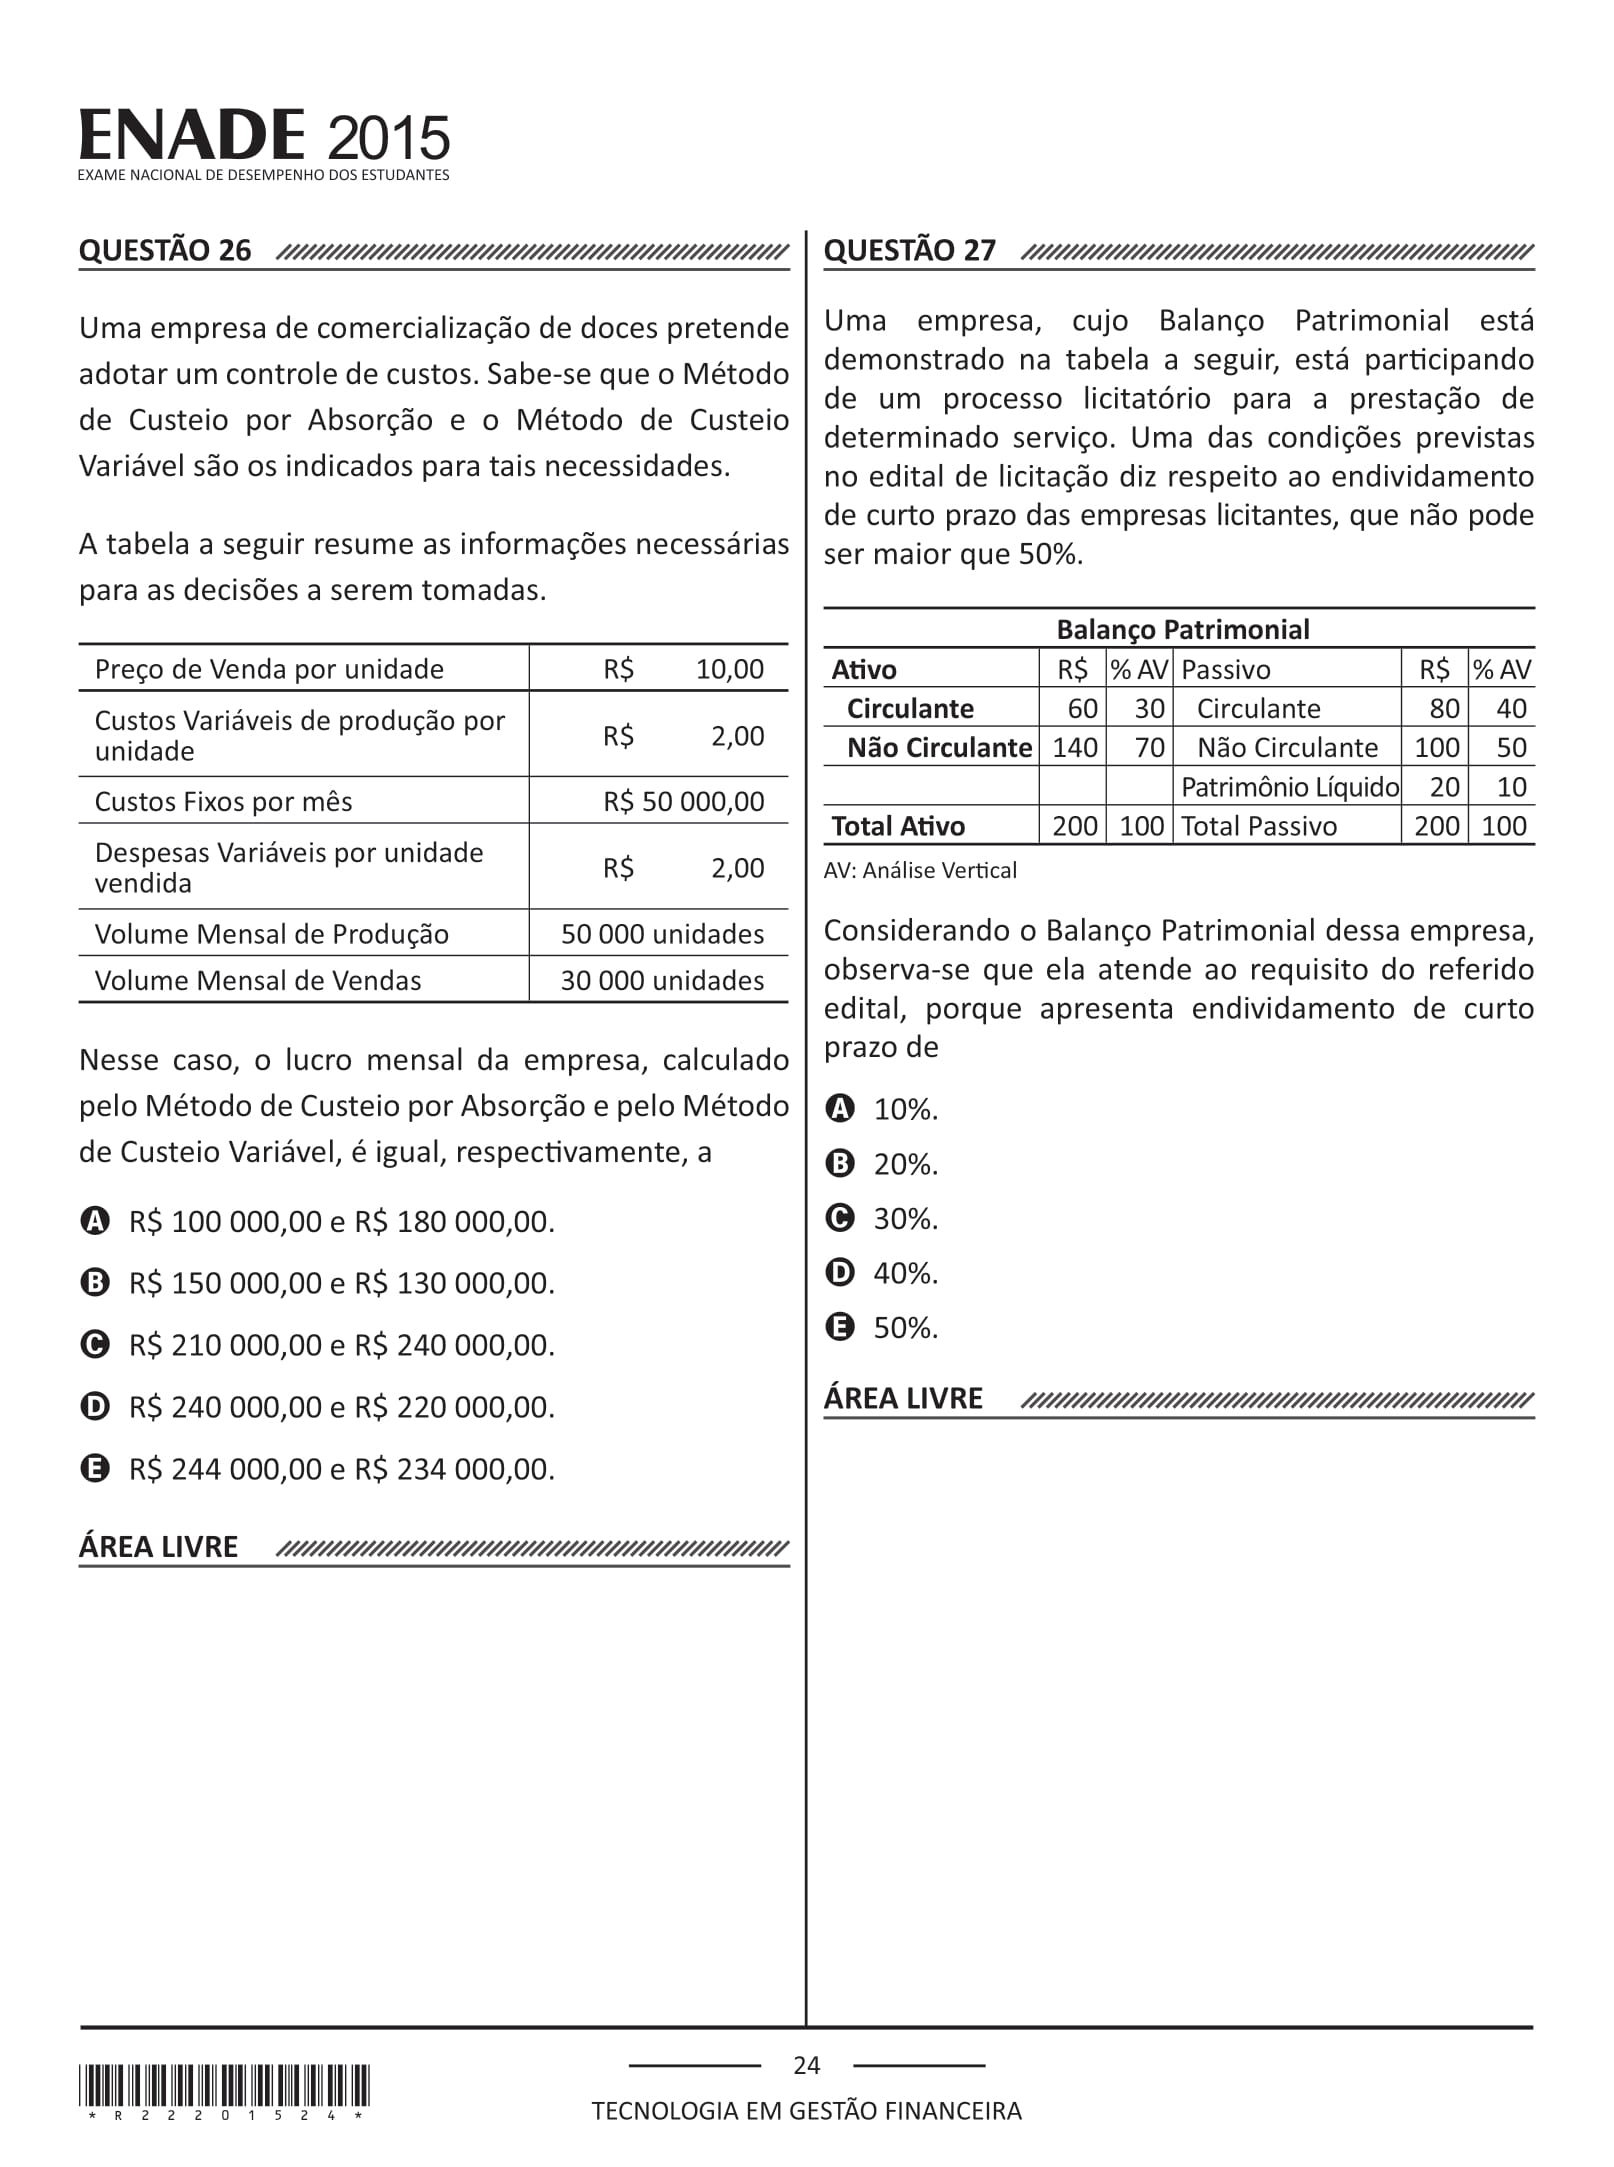 ENADE 2015
EXAME NACIONAL DE DESEMPENHO DOS ESTUDANTES
QUESTÃO 26
Uma empresa de comercialização de doces pretende
adotar um controle de custos. Sabe-se que o Método
de Custeio por Absorção e o Método de Custeio
Variável são os indicados para tais necessidades.
A tabela a seguir resume as informações necessárias
para as decisões a serem tomadas.
Preço de Venda por unidade R$ 10,00
Custos Variáveis de produção por
unidade R$ 2,00
Custos Fixos por mês R$ 50 000,00
Despesas Variáveis por unidade
vendida R$ 2,00
Volume Mensal de Produção 50 000 unidades
Volume Mensal de Vendas 30 000 unidades
Nesse caso, o lucro mensal da empresa, calculado
pelo Método de Custeio por Absorção e pelo Método
de Custeio Variável, é igual, respectivamente, a
A R$ 100 000,00 e R$ 180 000,00.
B R$ 150 000,00 e R$ 130 000,00.
C R$ 210 000,00 e R$ 240 000,00.
D R$ 240 000,00 e R$ 220 000,00.
E R$ 244 000,00 e R$ 234 000,00.
ÁREA LIVRE
QUESTÃO 27
Uma empresa, cujo Balanço Patrimonial está
demonstrado na tabela a seguir, está participando
de um processo licitatório para a prestação de
determinado serviço. Uma das condições previstas
no edital de licitação diz respeito ao endividamento
de curto prazo das empresas licitantes, que não pode
ser maior que 50%.
Balanço Patrimonial
Ativo R$ % AV Passivo R$ % AV
Circulante 60 30 Circulante 80 40
Não Circulante 140 70 Não Circulante 100 50
Patrimônio Líquido 20 10
Total Ativo 200 100 Total Passivo 200 100
AV: Análise Vertical
Considerando o Balanço Patrimonial dessa empresa,
observa-se que ela atende ao requisito do referido
edital, porque apresenta endividamento de curto
prazo de
A 10%.
B 20%.
C 30%.
D 40%.
E 50%.
ÁREA LIVRE
*R22201524*
24
TECNOLOGIA EM GESTÃO FINANCEIRA